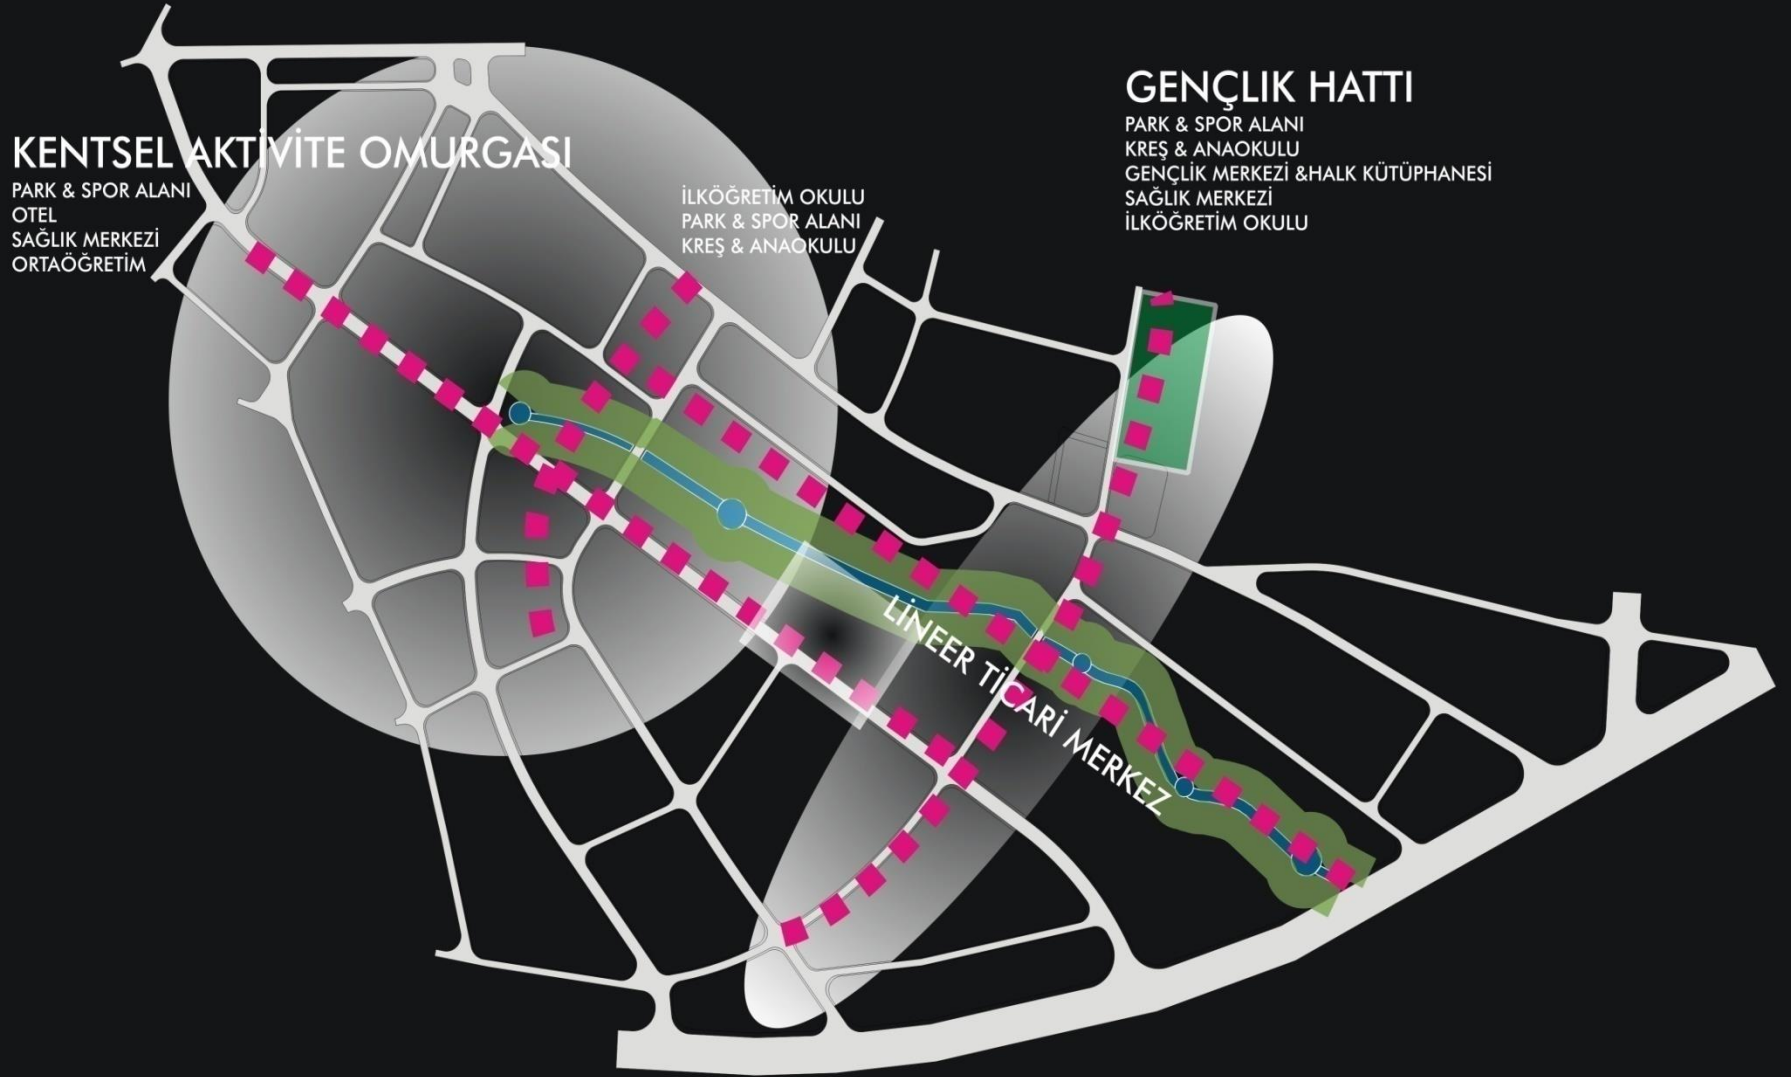 KENTSEL AKTİVİTE OMURGASI
PARK & SPOR ALANI
OTEL
SAĞLIK MERKEZİ
ORTAÖĞRETİM
İLKÖĞRETİM OKULU
PARK & SPOR ALANI
KREŞ & ANAOKULU
GENÇLIK HATTI
PARK & SPOR ALANI
KREŞ & ANAOKULU
GENÇLİK MERKEZİ &HALK KÜTÜPHANESİ
SAĞLIK MERKEZİ
İLKÖĞRETİM OKULU
LİNEER TİCARİ MERKEZ